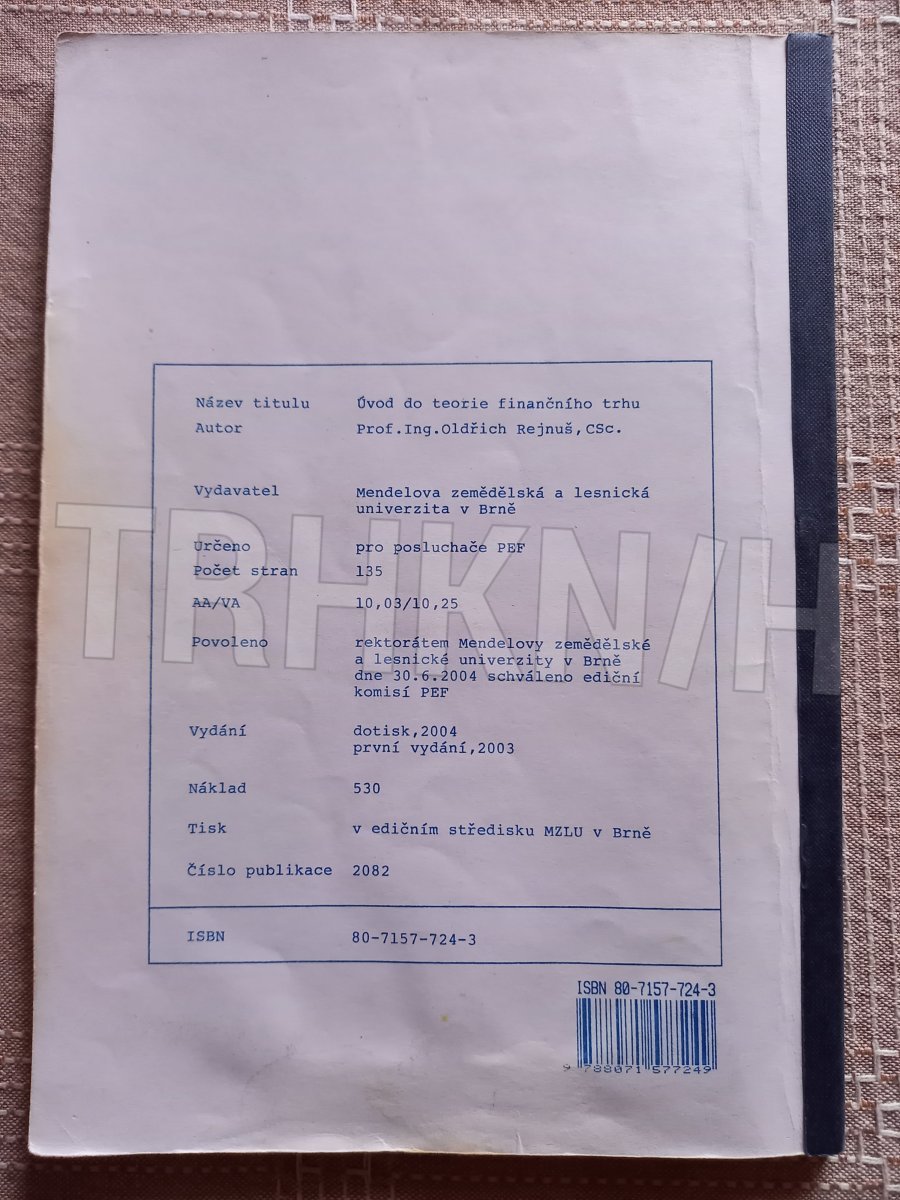 Název titulu Úvod do teorie finančního trhu
Autor Prof.Ing.Oldřich Rejnuš,CSc.
Vydavatel Mendelova zemědělská a lesnická
univerzita v Brně
Určeno pro posluchače PEF
Počet stran 135
AA/VA 10,03/10,25
Povoleno rektorátem Mendelovy zemědělské
a lesnické univerzity v Brně
dne 30.6.2004 schváleno ediční
komisí PEF
Vydání dotisk,2004
první vydání,2003
Náklad 530
Tisk v edičním středisku MZLU v Brně
Číslo publikace 2082
ISBN 80-7157-724-3
ISBN 80-7157-724-3
9 788071 577249
TRHKNIH